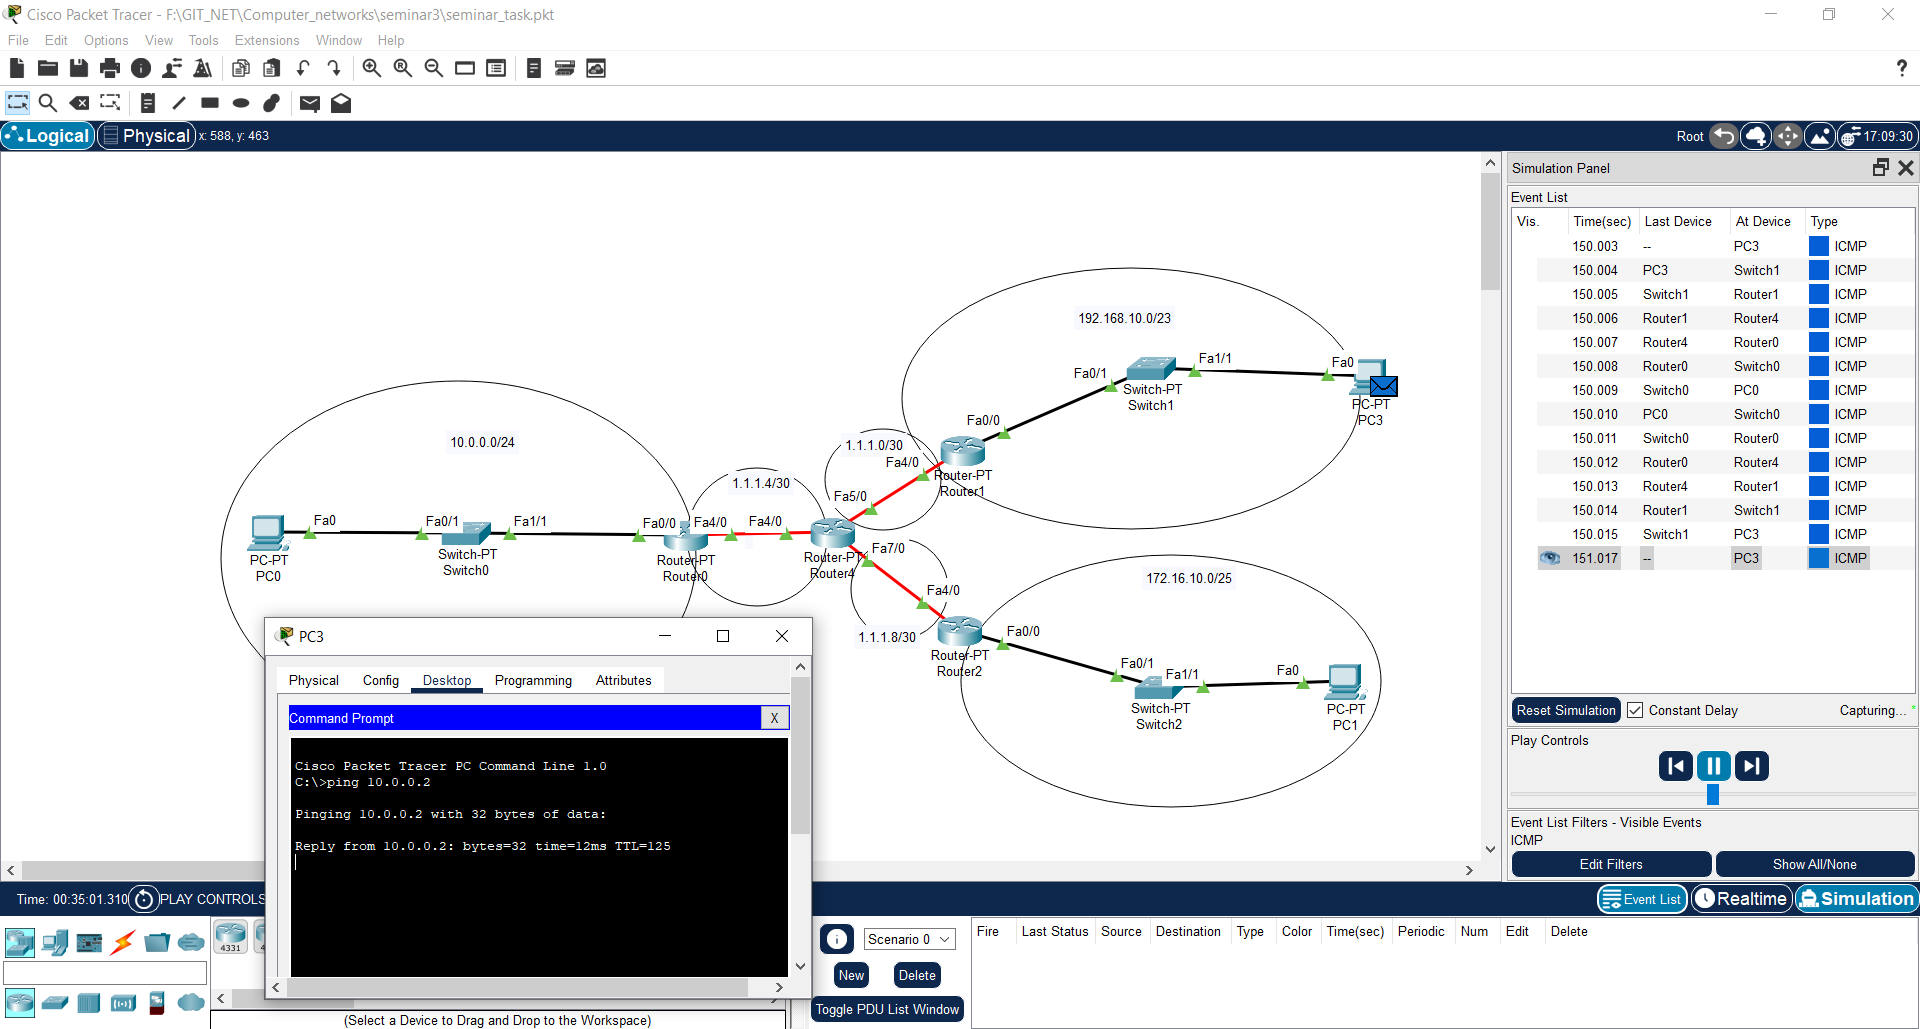 Cisco Packet Tracer - F:\GIT_NET\Computer_networks\seminar3\seminar_task.pkt
File Edit Options View Tools Extensions Window Help
?
Logical Physical x: 588, y: 463
Root 17:09:30
Simulation Panel
Event List
Vis. Time(sec) Last Device At Device Type
150.003 -- PC3 ICMP
150.004 PC3 Switch1 ICMP
150.005 Switch1 Router1 ICMP
150.006 Router1 Router4 ICMP
150.007 Router4 Router0 ICMP
150.008 Router0 Switch0 ICMP
150.009 Switch0 PC0 ICMP
150.010 PC0 Switch0 ICMP
150.011 Switch0 Router0 ICMP
150.012 Router0 Router4 ICMP
150.013 Router4 Router1 ICMP
150.014 Router1 Switch1 ICMP
150.015 Switch1 PC3 ICMP
151.017 -- PC3 ICMP
Reset Simulation Constant Delay Capturing...
Play Controls
Event List Filters - Visible Events
ICMP
Edit Filters Show All/None
192.168.10.0/23
Fa0/1 Fa1/1 Fa0
Switch-PT
Switch1
PC-PT
PC3
Fa0/0
1.1.1.0/30
Fa4/0
Router-PT
Router1
Fa5/0
10.0.0.0/24
1.1.1.4/30
Fa0 Fa0/1 Fa1/1 Fa0/0 Fa4/0 Fa4/0
PC-PT
PC0
Switch-PT
Switch0
Router-PT
Router0
Router-PT
Router4
Fa7/0
Fa4/0
1.1.1.8/30
172.16.10.0/25
Fa0/0
Router-PT
Router2
Fa0/1 Fa1/1 Fa0
Switch-PT
Switch2
PC-PT
PC1
PC3
Physical Config Desktop Programming Attributes
Command Prompt X
Cisco Packet Tracer PC Command Line 1.0
C:\>ping 10.0.0.2
Pinging 10.0.0.2 with 32 bytes of data:
Reply from 10.0.0.2: bytes=32 time=12ms TTL=125
Time: 00:35:01.310 PLAY CONTROLS
Event List Realtime Simulation
4331
(Select a Device to Drag and Drop to the Workspace)
Scenario 0
New Delete
Toggle PDU List Window
Fire Last Status Source Destination Type Color Time(sec) Periodic Num Edit Delete